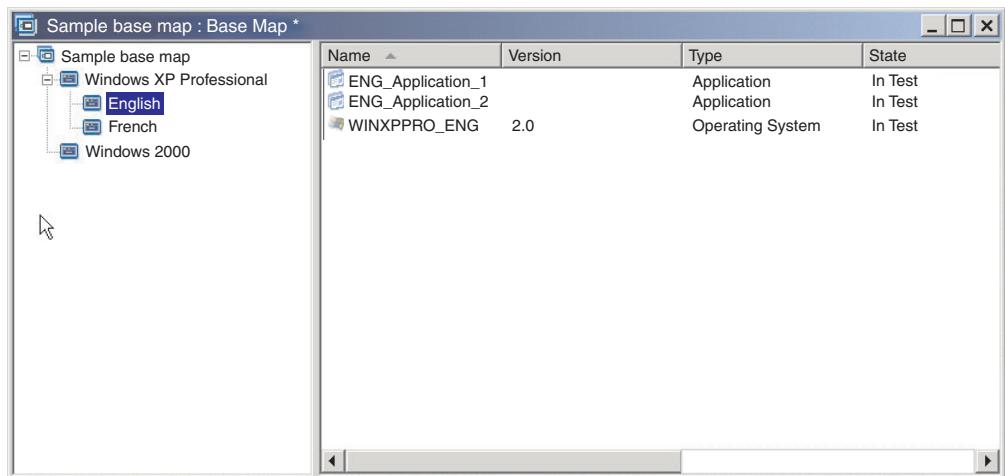 Sample base map : Base Map *
Sample base map
Windows XP Professional
English
French
Windows 2000
Name Version Type State
ENG_Application_1 Application In Test
ENG_Application_2 Application In Test
WINXPPRO_ENG 2.0 Operating System In Test